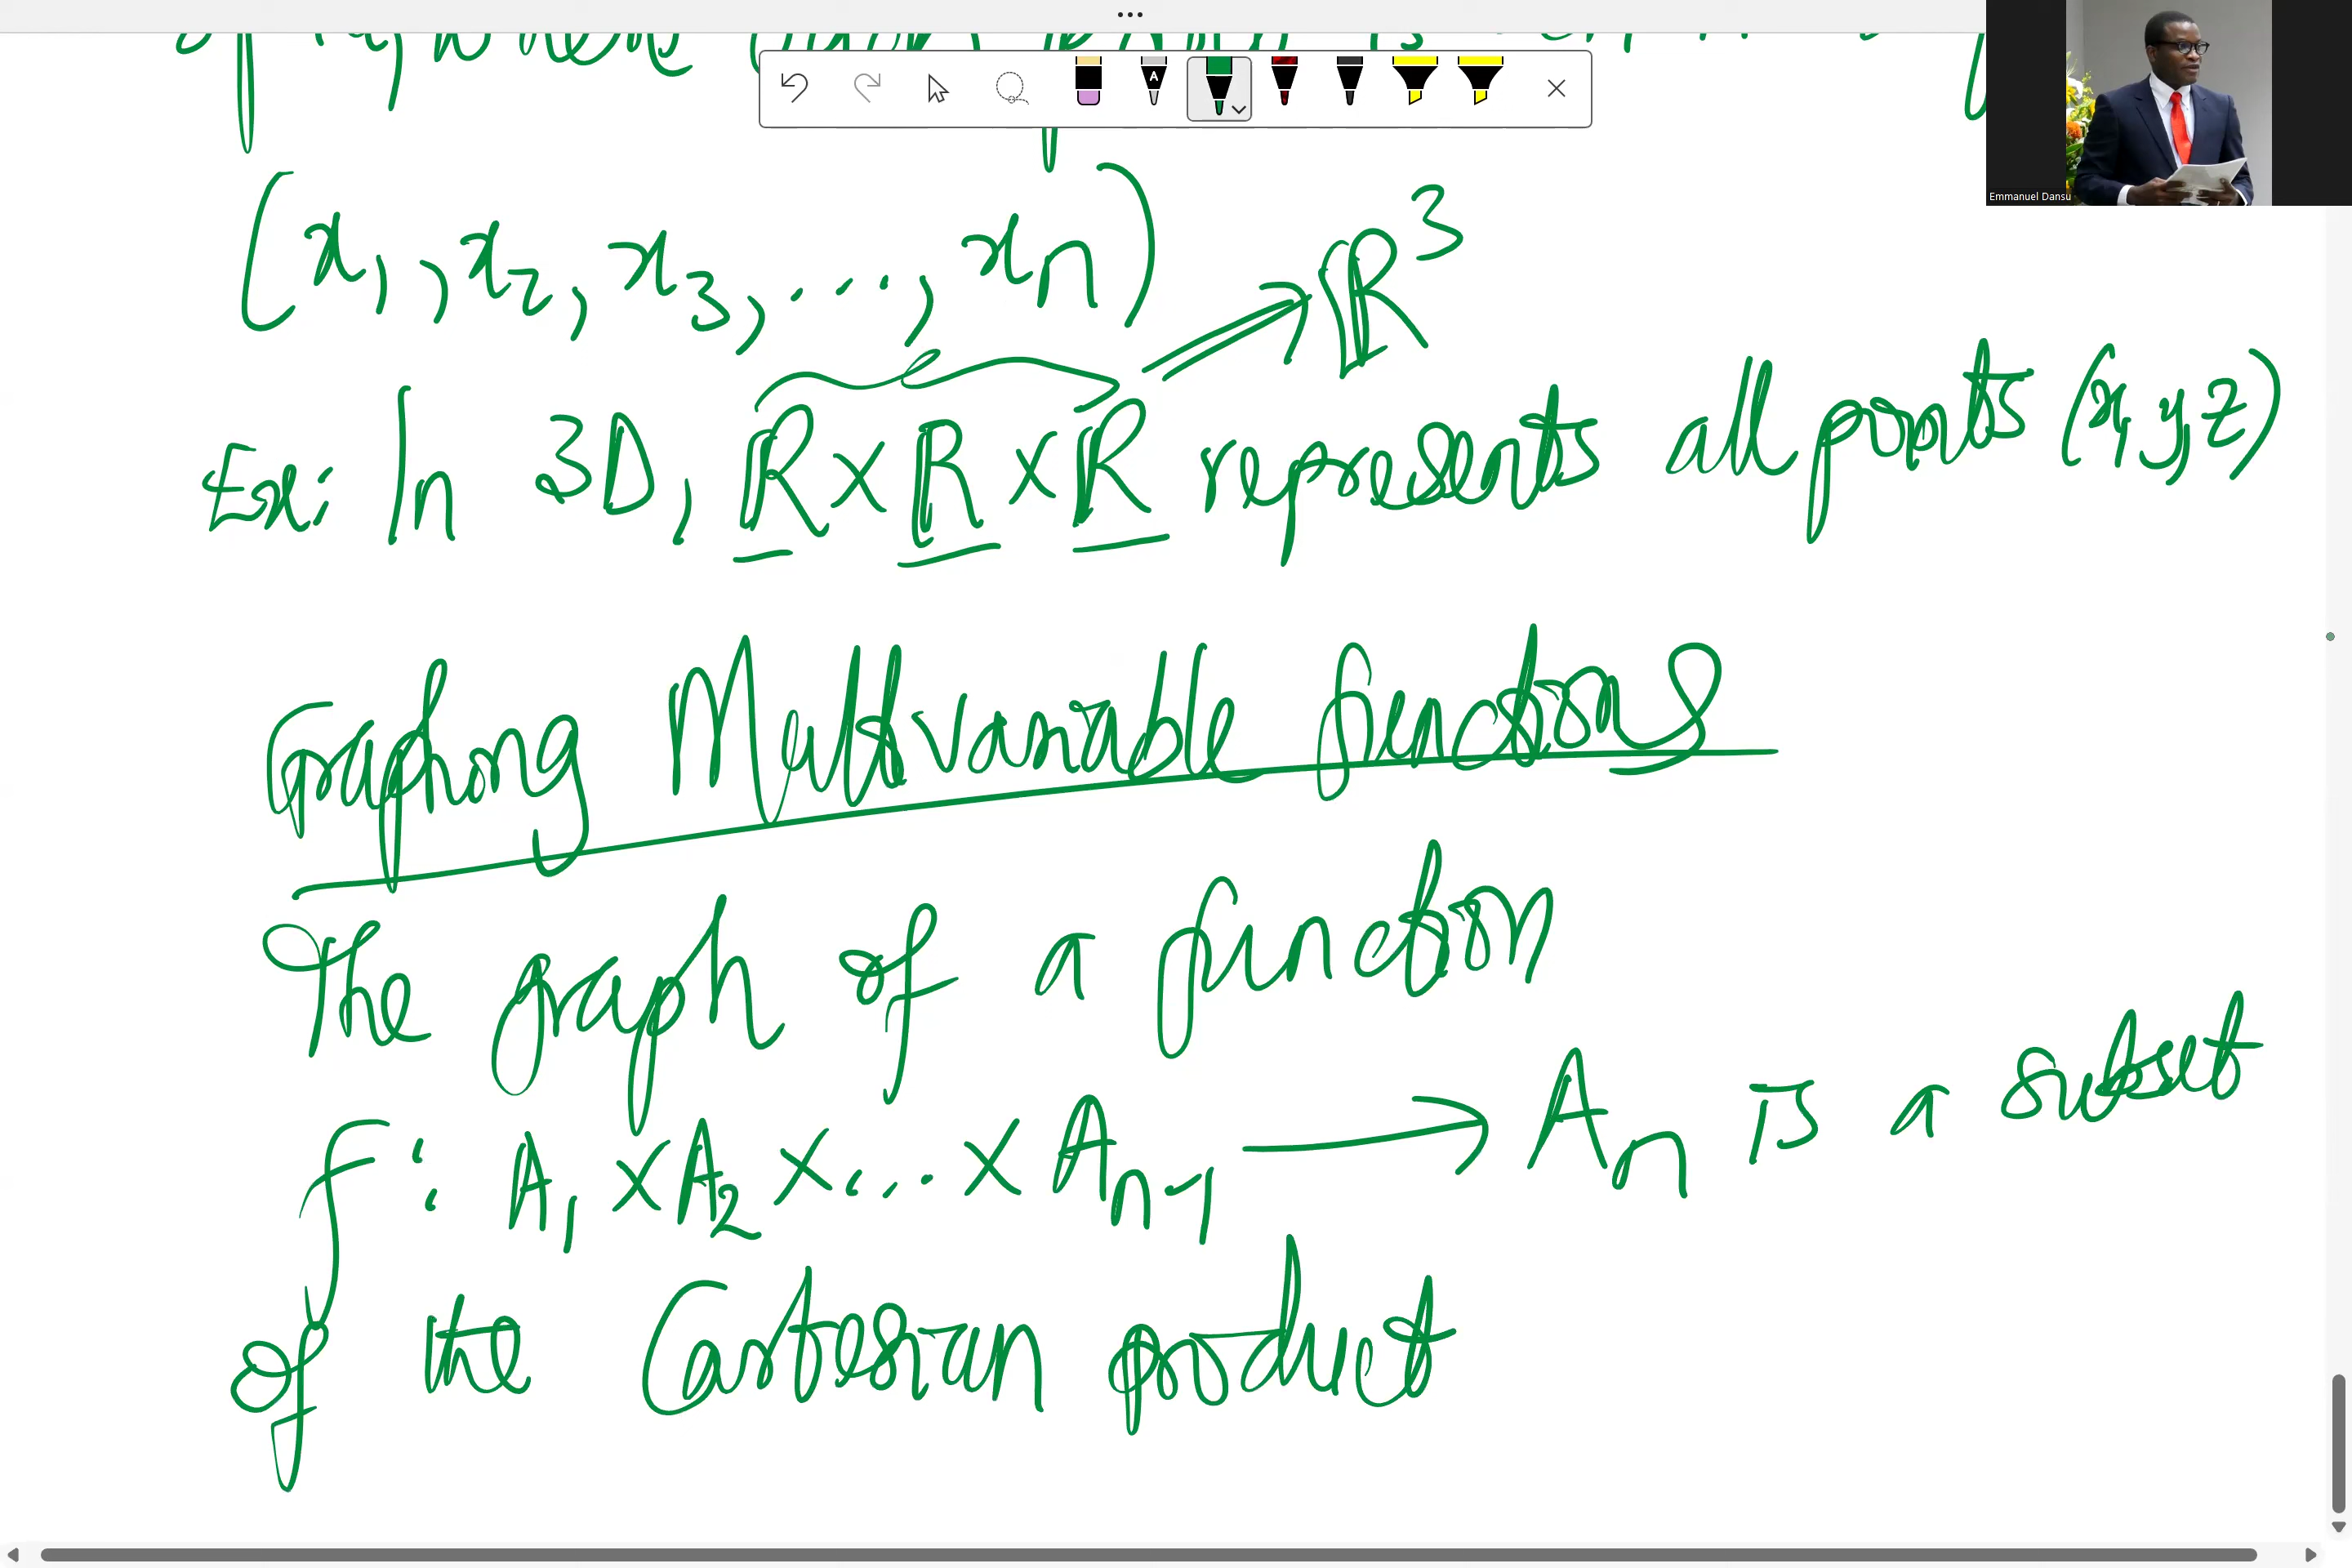 Emmanuel Dansu
(x₁, x₂, x₃, ..., xₙ)
ℝ³
Ex: In 3D, ℝ × ℝ × ℝ represents all points (x, y, z)
Graphing Multivariable functions
The graph of a function
f : A₁ × A₂ × ... × Aₙ₋₁ → Aₙ is a subset
of the Cartesian product